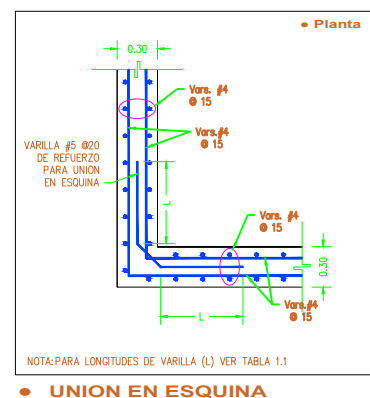 • Planta
0.30
Vars. #4
@ 15
Vars.#4
@ 15
VARILLA #5 @20
DE REFUERZO
PARA UNION
EN ESQUINA
L
Vars. #4
@ 15
0.30
Vars.#4
@ 15
L
NOTA:PARA LONGITUDES DE VARILLA (L) VER TABLA 1.1
• UNION EN ESQUINA